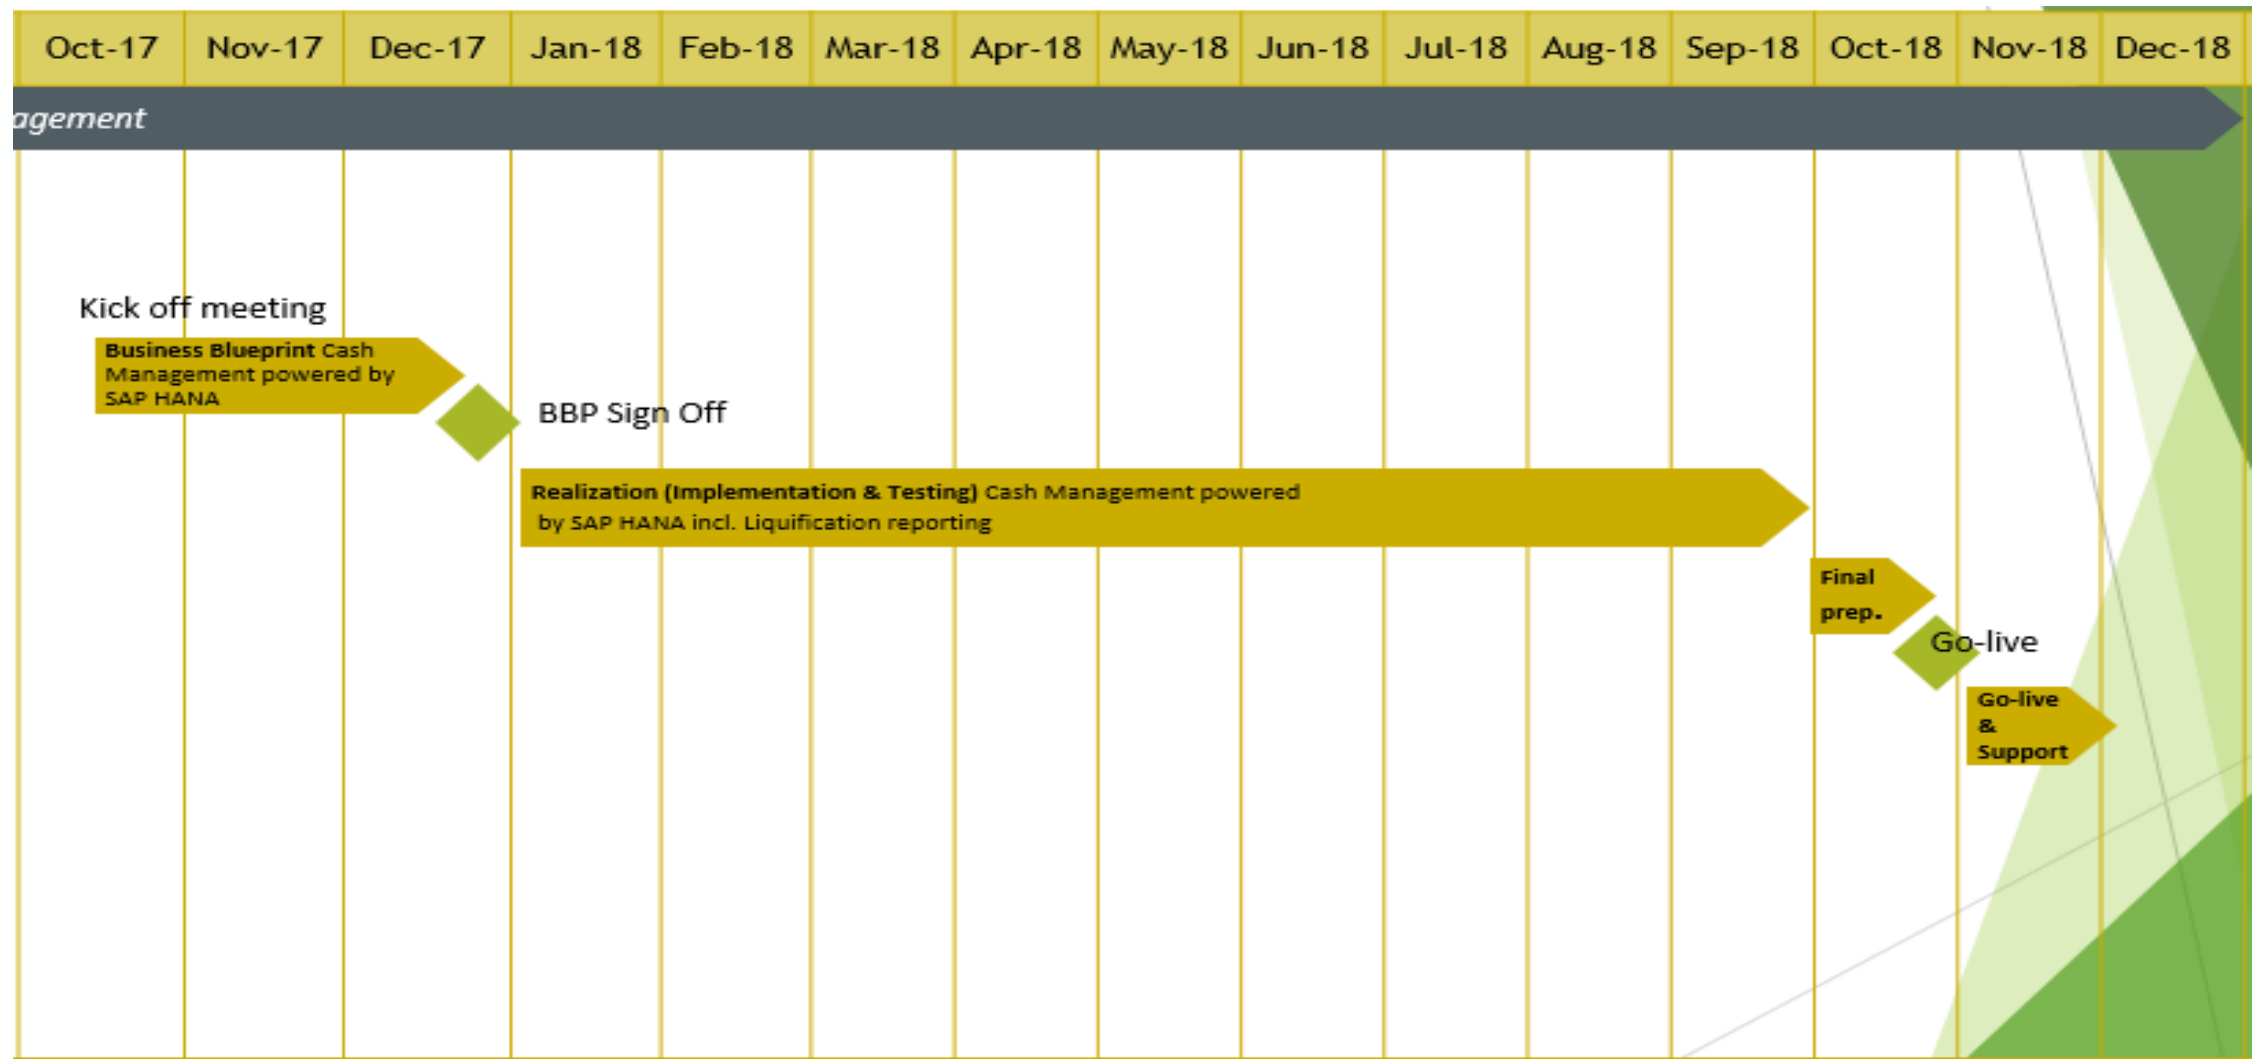 Oct-17 Nov-17 Dec-17 Jan-18 Feb-18 Mar-18 Apr-18 May-18 Jun-18 Jul-18 Aug-18 Sep-18 Oct-18 Nov-18 Dec-18
agement
Kick off meeting
Business Blueprint Cash
Management powered by
SAP HANA
BBP Sign Off
Realization (Implementation & Testing) Cash Management powered
by SAP HANA incl. Liquification reporting
Final
prep.
Go-live
Go-live
&
Support